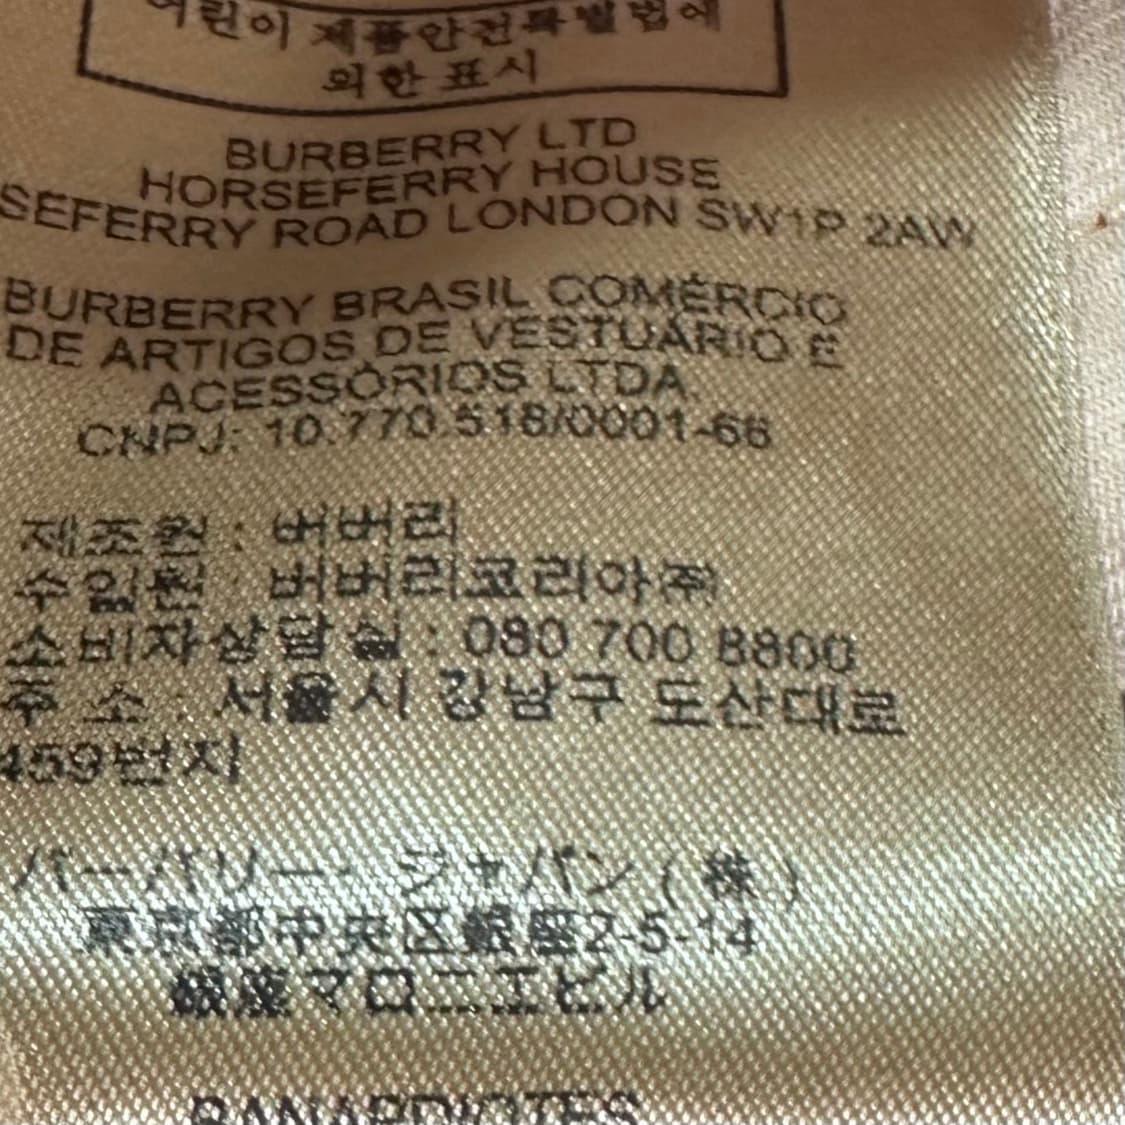 어린이 제품안전특별법에
의한 표시
BURBERRY LTD
HORSEFERRY HOUSE
SEFERRY ROAD LONDON SW1P 2AW
BURBERRY BRASIL COMÉRCIO
DE ARTIGOS DE VESTUÁRIO E
ACESSÓRIOS LTDA.
CNPJ: 10.770.518/0001-66
제조원 : 버버리
수입원 버버리코리아㈜
소비자상담실 : 080 700 8800
주 소 : 서울시 강남구 도산대로
459번지
バーバリー・ジャパン(株)
東京都中央区銀座2-5-14
銀座マロニエビル